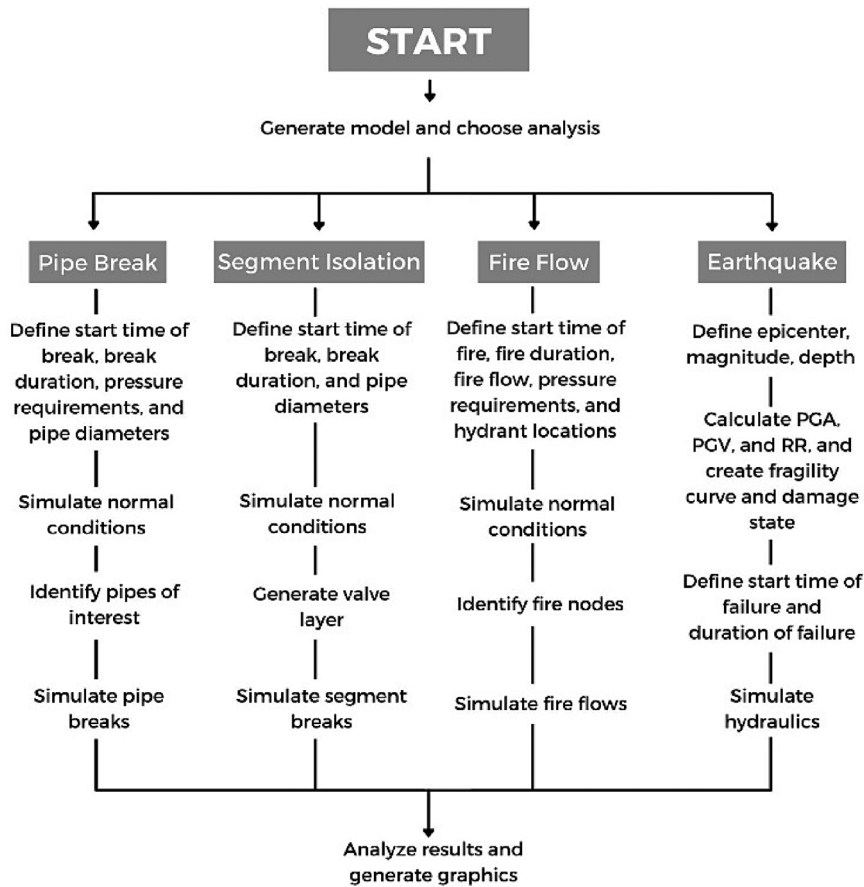 START
Generate model and choose analysis
Pipe Break
Define start time of
break, break
duration, pressure
requirements, and
pipe diameters
Simulate normal
conditions
Identify pipes of
interest
Simulate pipe
breaks
Segment Isolation
Define start time of
break, break
duration, and pipe
diameters
Simulate normal
conditions
Generate valve
layer
Simulate segment
breaks
Fire Flow
Define start time of
fire, fire duration,
fire flow, pressure
requirements, and
hydrant locations
Simulate normal
conditions
Identify fire nodes
Simulate fire flows
Earthquake
Define epicenter,
magnitude, depth
Calculate PGA,
PGV, and RR, and
create fragility
curve and damage
state
Define start time of
failure and
duration of failure
Simulate
hydraulics
Analyze results and
generate graphics